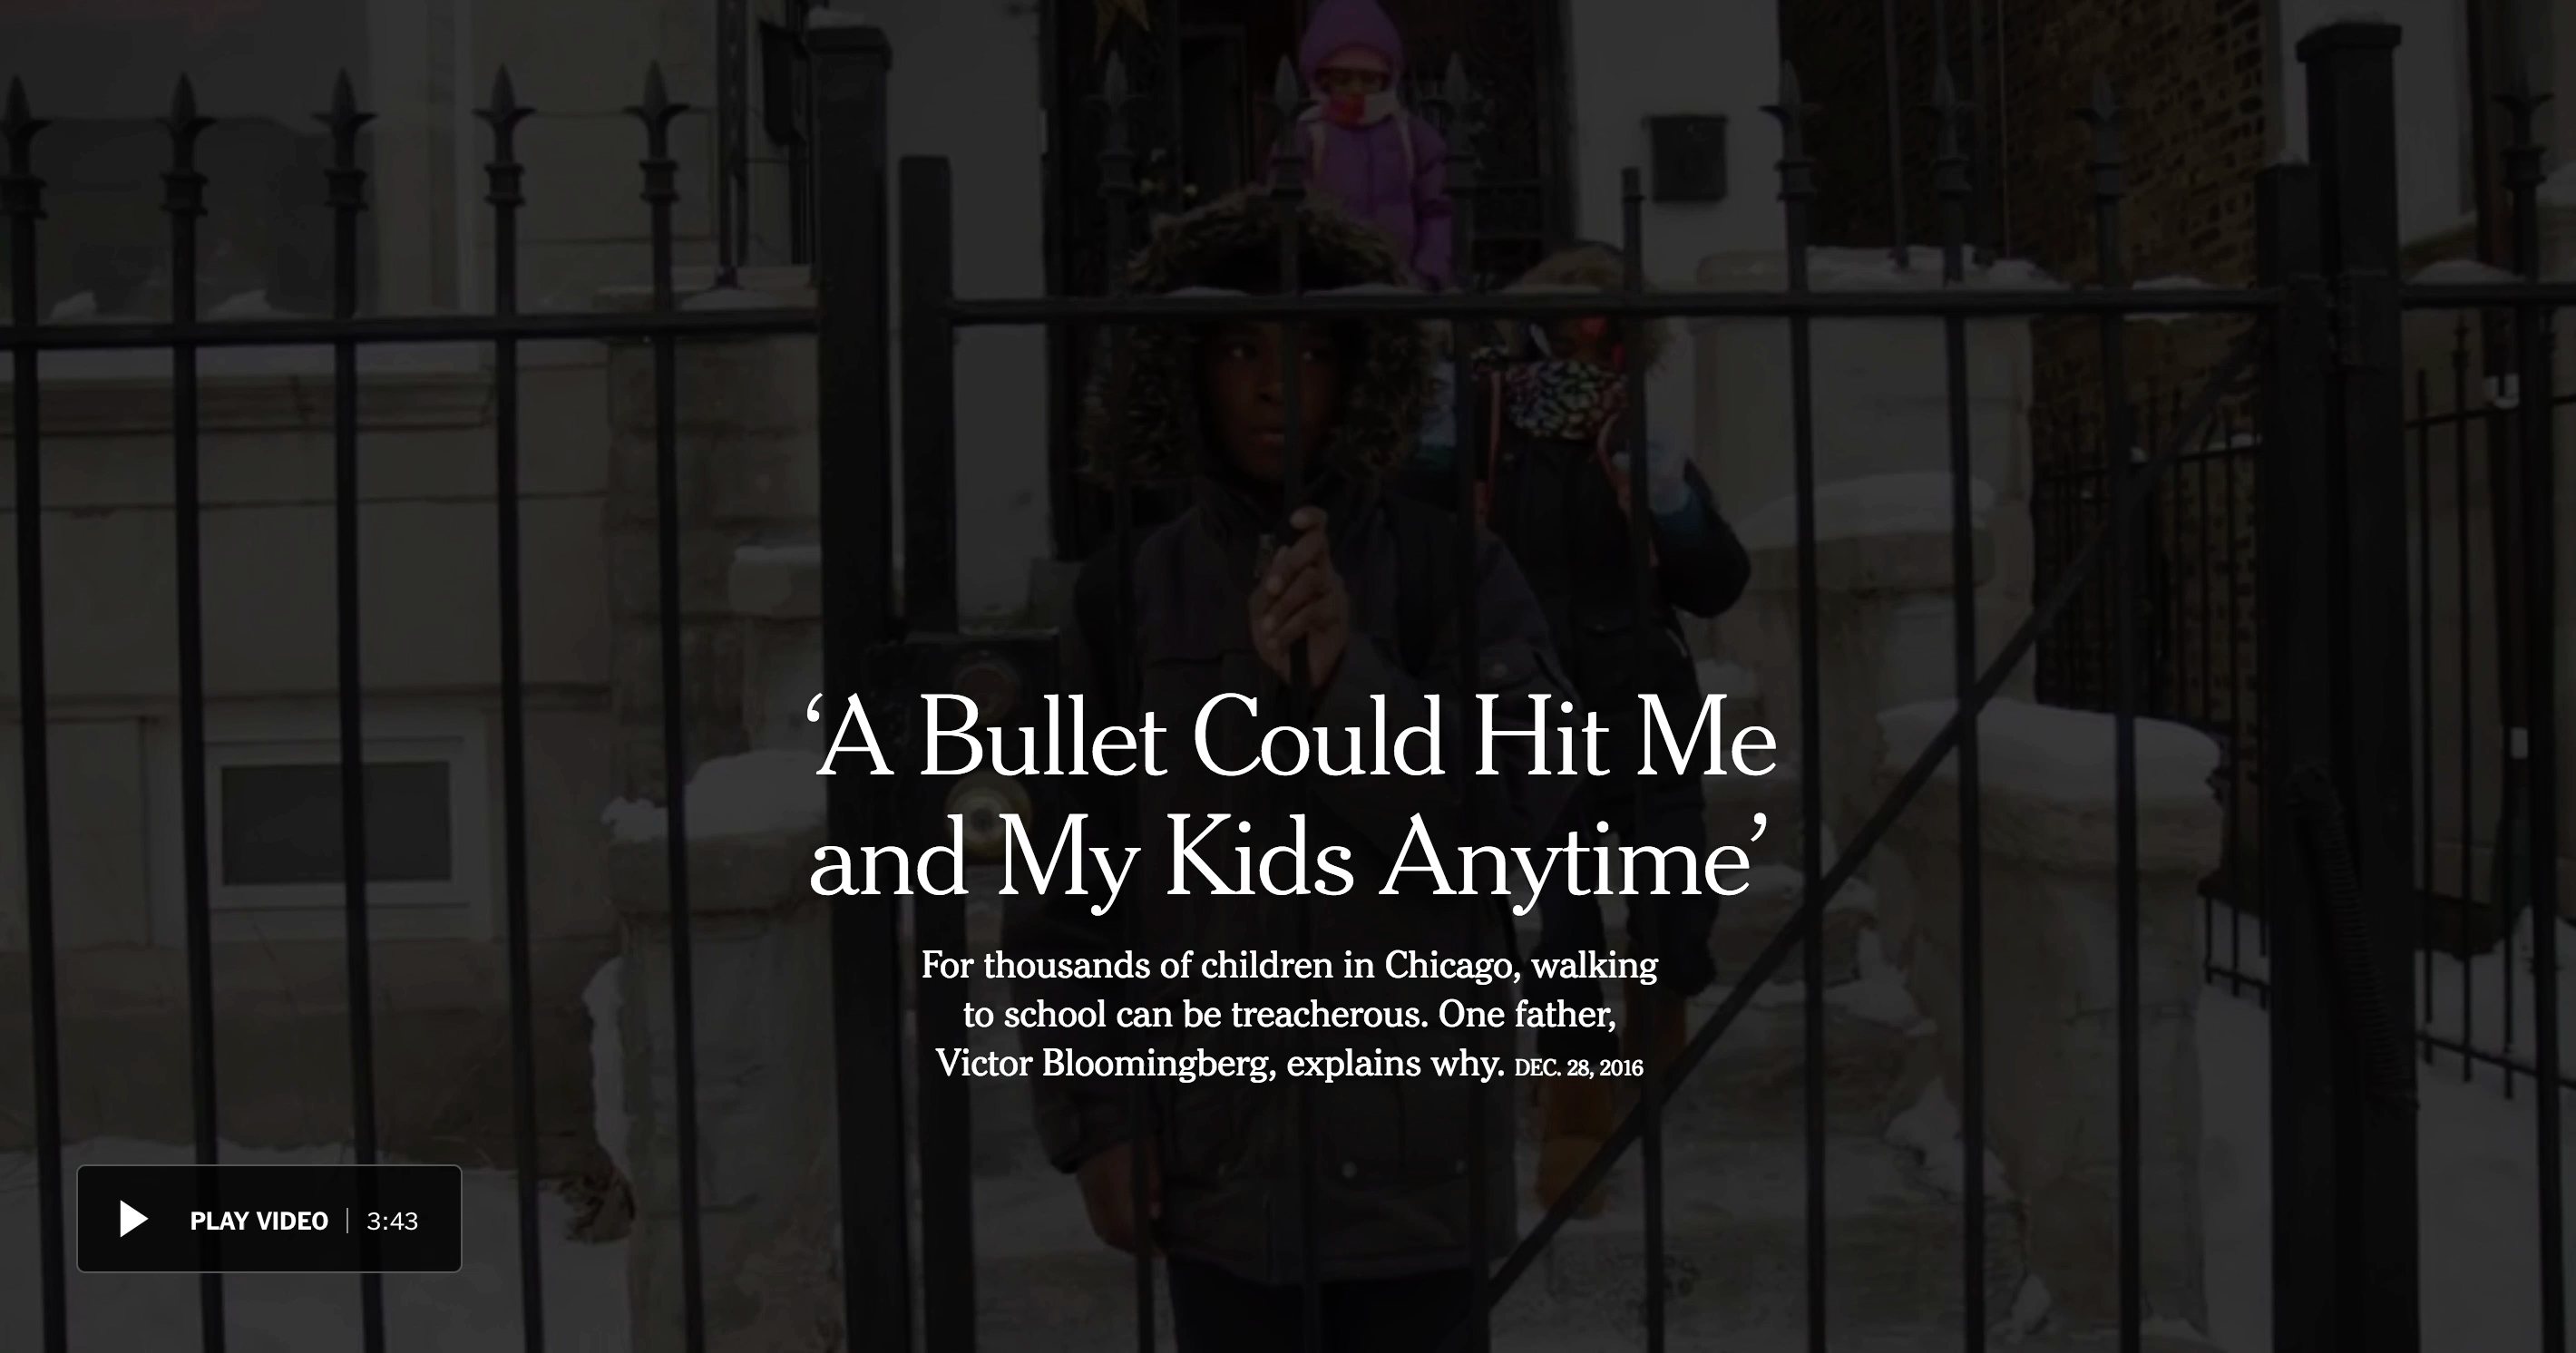 ‘A Bullet Could Hit Me
and My Kids Anytime’
For thousands of children in Chicago, walking
to school can be treacherous. One father,
Victor Bloomingberg, explains why. DEC. 28, 2016
PLAY VIDEO | 3:43